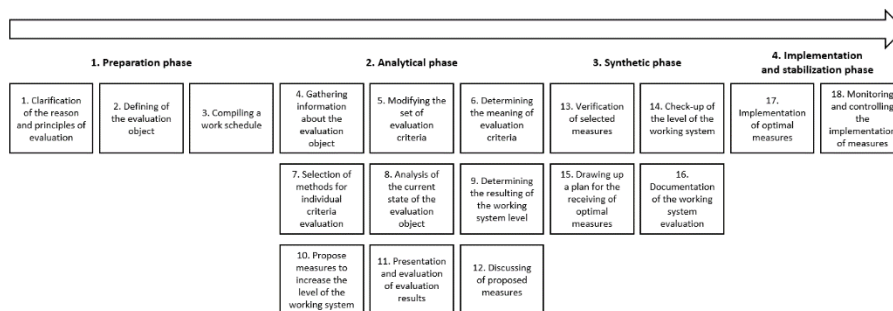 1. Preparation phase
2. Analytical phase
3. Synthetic phase
4. Implementation
and stabilization phase
1. Clarification
of the reason
and principles of
evaluation
2. Defining of
the evaluation
object
3. Compiling a
work schedule
4. Gathering
information
about the
evaluation
object
5. Modifying the
set of
evaluation
criteria
6. Determining
the meaning of
evaluation
criteria
13. Verification
of selected
measures
14. Check-up of
the level of the
working system
17.
Implementation
of optimal
measures
18. Monitoring
and controlling
the
implementation
of measures
7. Selection of
methods for
individual
criteria
evaluation
8. Analysis of
the current
state of the
evaluation
object
9. Determining
the resulting of
the working
system level
15. Drawing up
a plan for the
receiving of
optimal
measures
16.
Documentation
of the working
system
evaluation
10. Propose
measures to
increase the
level of the
working system
11. Presentation
and evaluation
of evaluation
results
12. Discussing
of proposed
measures